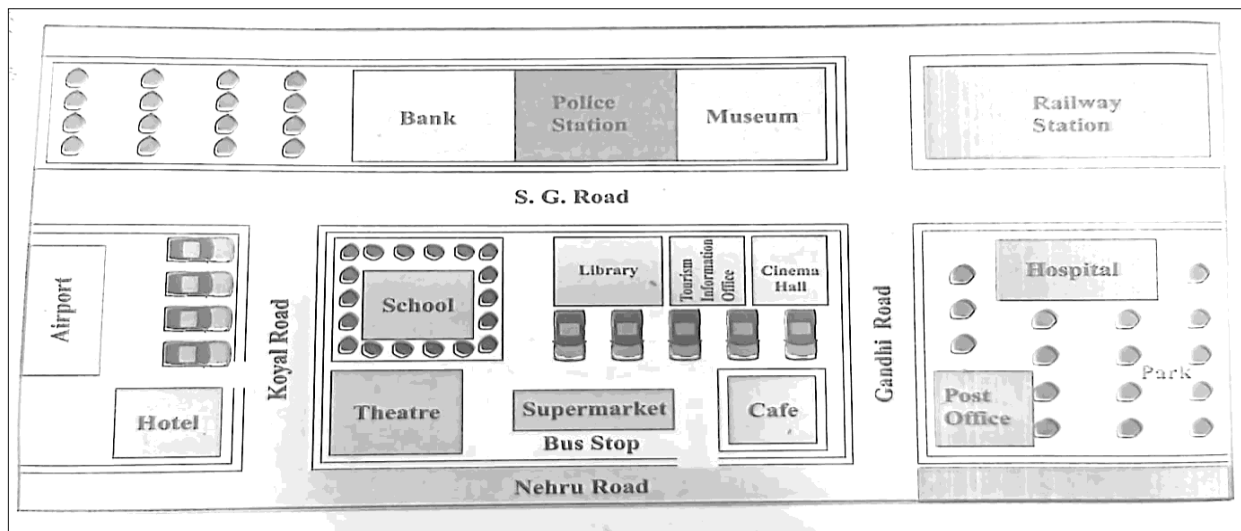 Bank
Police
Station
Museum
Railway
Station
S. G. Road
Airport
Koyal Road
School
Library
Tourism
Information
Office
Cinema
Hall
Gandhi Road
Hospital
Park
Hotel
Theatre
Supermarket
Bus Stop
Cafe
Post
Office
Nehru Road